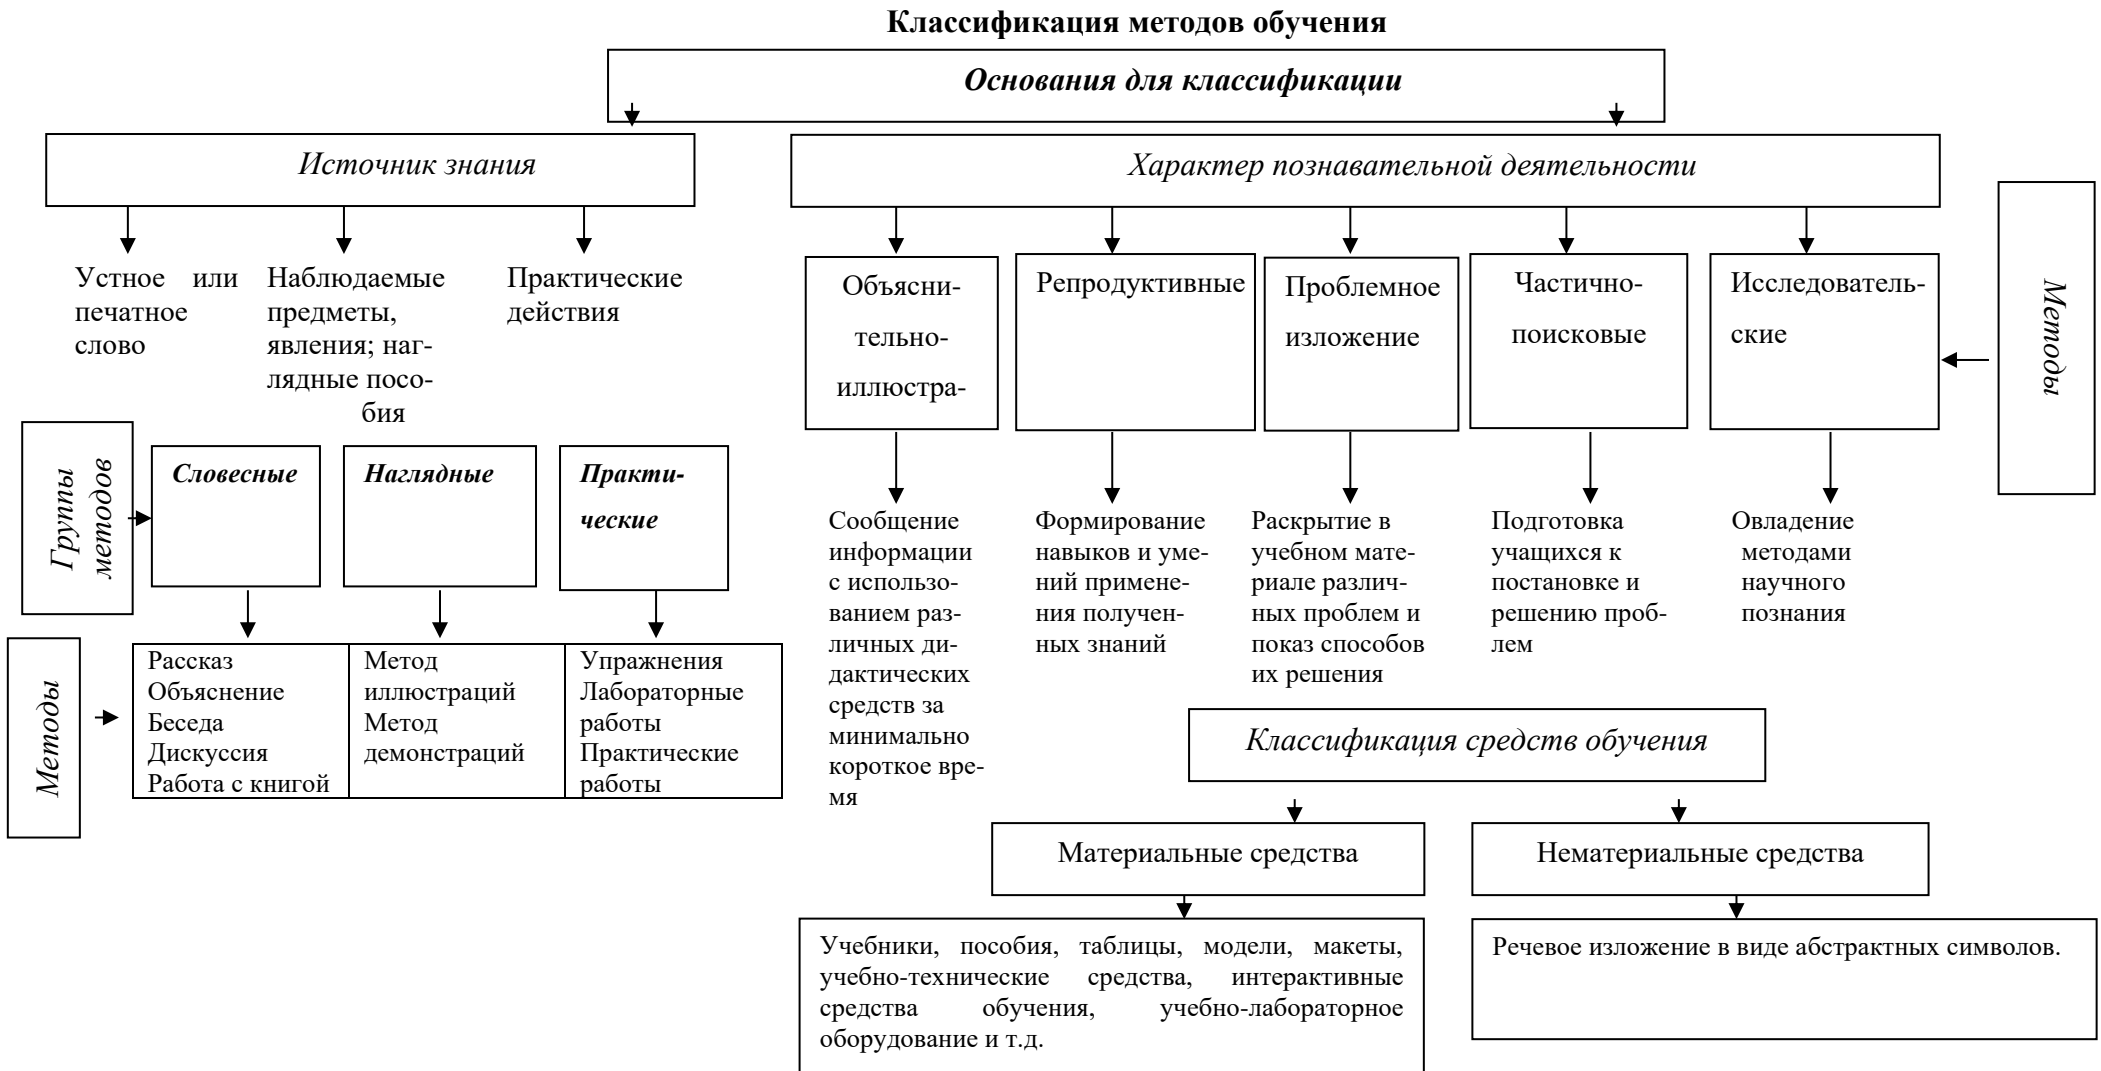 Классификация методов обучения
Основания для классификации
Источник знания
Характер познавательной деятельности
Устное или
печатное
слово
Наблюдаемые
предметы,
явления; наг-
лядные посо-
бия
Практические
действия
Группы
методов
Словесные
Наглядные
Практи-
ческие
Методы
Рассказ
Объяснение
Беседа
Дискуссия
Работа с книгой
Метод
иллюстраций
Метод
демонстраций
Упражнения
Лабораторные
работы
Практические
работы
Объясни-
тельно-
иллюстра-
Репродуктивные
Проблемное
изложение
Частично-
поисковые
Исследователь-
ские
Методы
Сообщение
информации
с использо-
ванием раз-
личных ди-
дактических
средств за
минимально
короткое вре-
мя
Формирование
навыков и уме-
ний примене-
ния получен-
ных знаний
Раскрытие в
учебном мате-
риале различ-
ных проблем и
показ способов
их решения
Подготовка
учащихся к
постановке и
решению проб-
лем
Овладение
методами
научного
познания
Классификация средств обучения
Материальные средства
Нематериальные средства
Учебники, пособия, таблицы, модели, макеты,
учебно-технические средства, интерактивные
средства обучения, учебно-лабораторное
оборудование и т.д.
Речевое изложение в виде абстрактных символов.